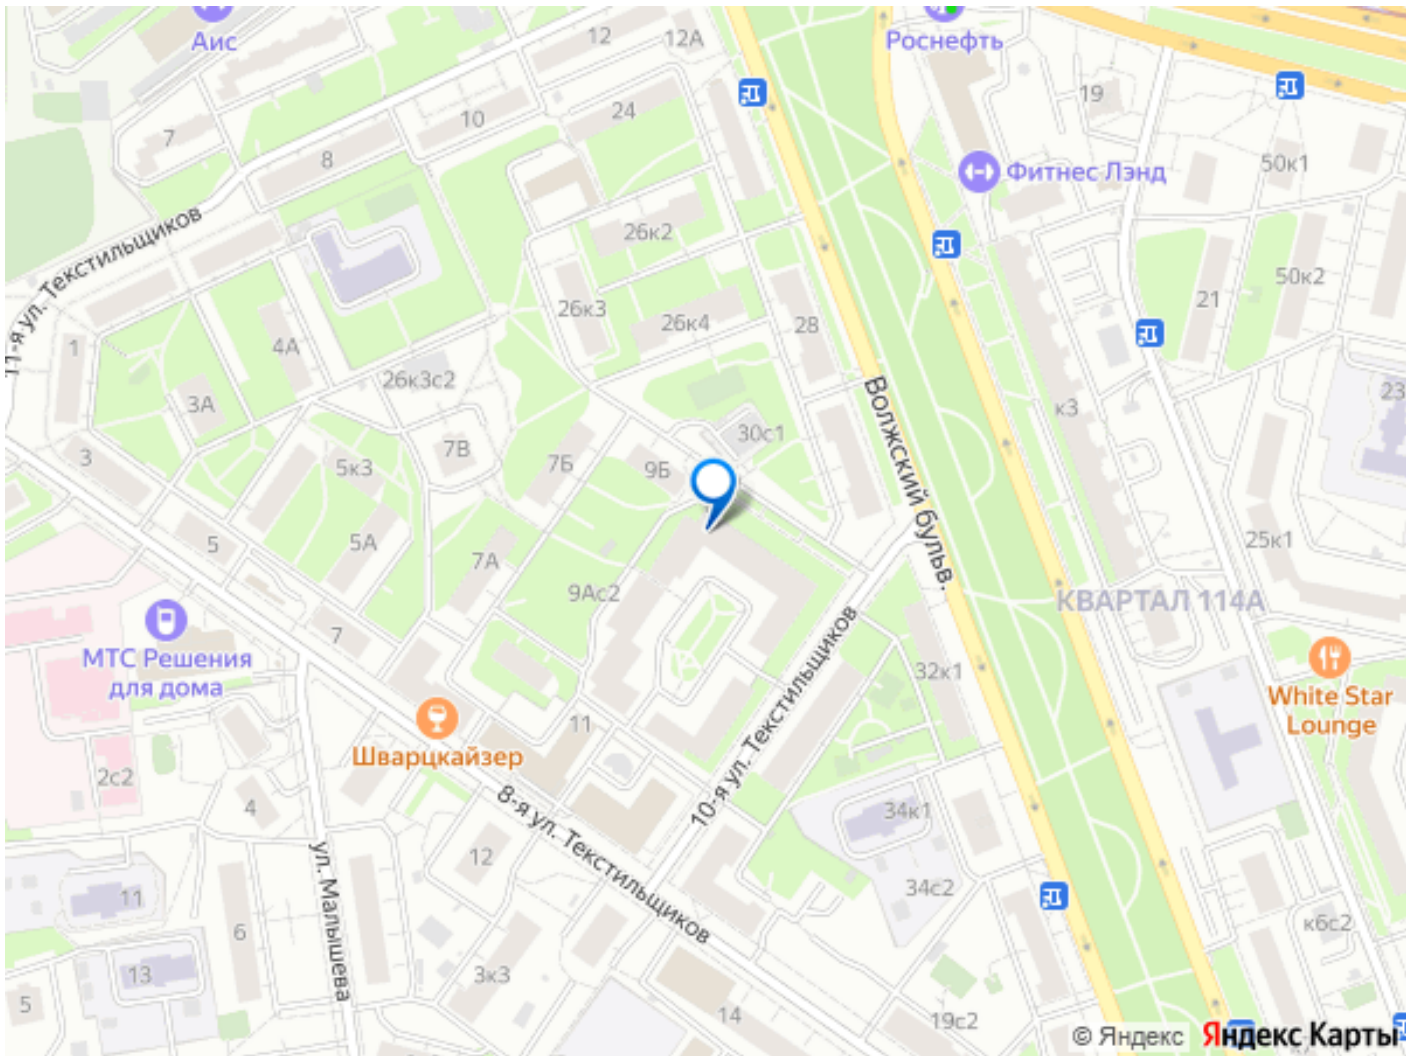 Аис
Роснефть
12
12А
24
10
7
8
19
50к1
Фитнес Лэнд
11-я ул. Текстильщиков
26к2
26к3
26к4
28
21
50к2
1
4А
26к3с2
3А
Волжский бульв.
к3
23
3
5к3
7В
7Б
9Б
30с1
5
5А
7А
9Ас2
25к1
КВАРТАЛ 114А
7
МТС Решения
для дома
10-я ул. Текстильщиков
32к1
White Star
Lounge
11
Шварцкайзер
2с2
4
8-я ул. Текстильщиков
34к1
12
ул. Малышева
34с2
11
6
к6с2
13
3к3
5
14
19с2
© Яндекс Яндекс Карты